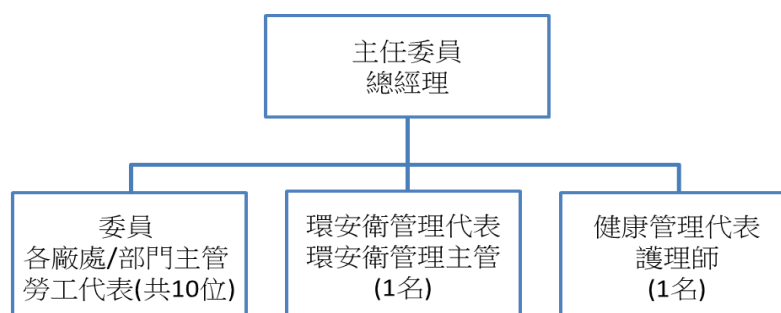 主任委員
總經理
委員
各廠處/部門主管
勞工代表(共10位)
環安衛管理代表
環安衛管理主管
(1名)
健康管理代表
護理師
(1名)